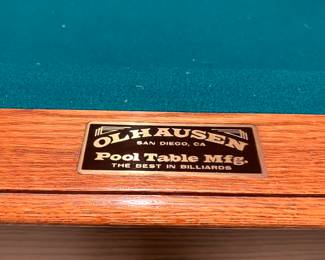 OLHAUSEN
SAN DIEGO, CA
Pool Table Mfg.
THE BEST IN BILLIARDS